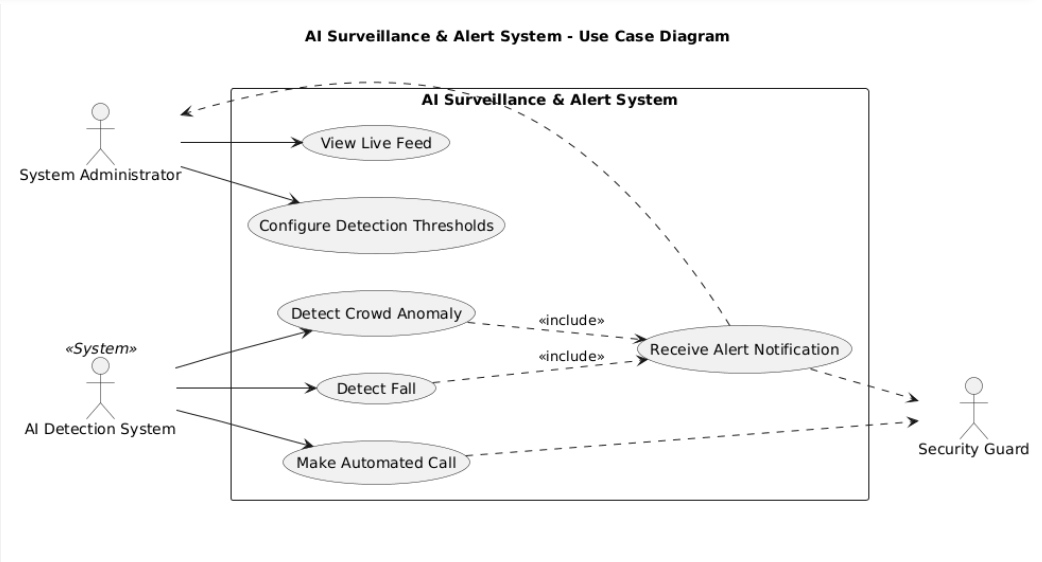 AI Surveillance & Alert System - Use Case Diagram
AI Surveillance & Alert System
View Live Feed
System Administrator
Configure Detection Thresholds
Detect Crowd Anomaly
«include»
«System»
Receive Alert Notification
«include»
Detect Fall
AI Detection System
Security Guard
Make Automated Call